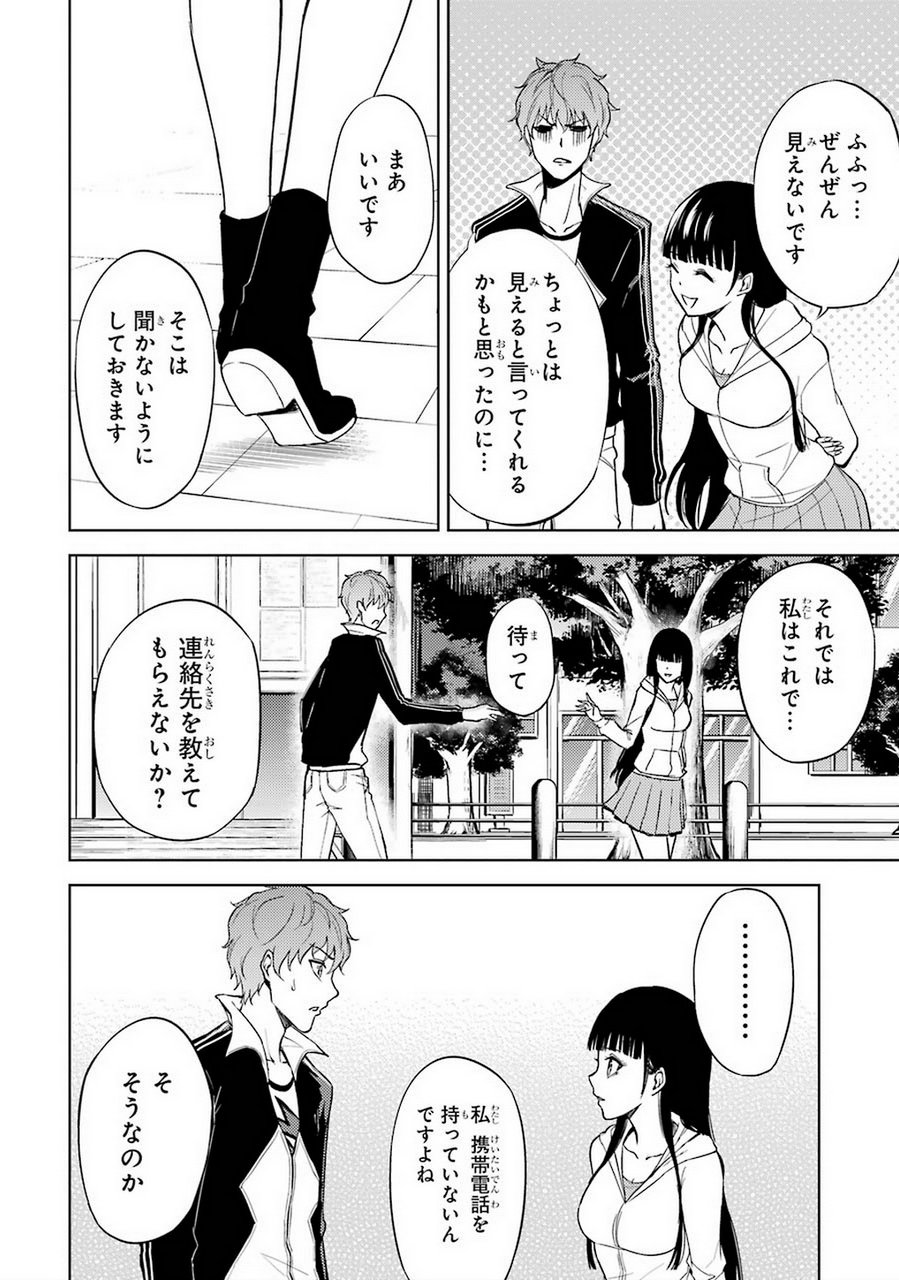 ふふっ…
ぜんぜん
見えないです
ちょっとは
見えると言ってくれる
かもと思ったのに…
まあ
いいです
そこは
聞かないように
しておきます
それでは
私はこれで…
待って
連絡先を教えて
もらえないか？
………
私 携帯電話を
持っていないん
ですよね
そ
そうなのか